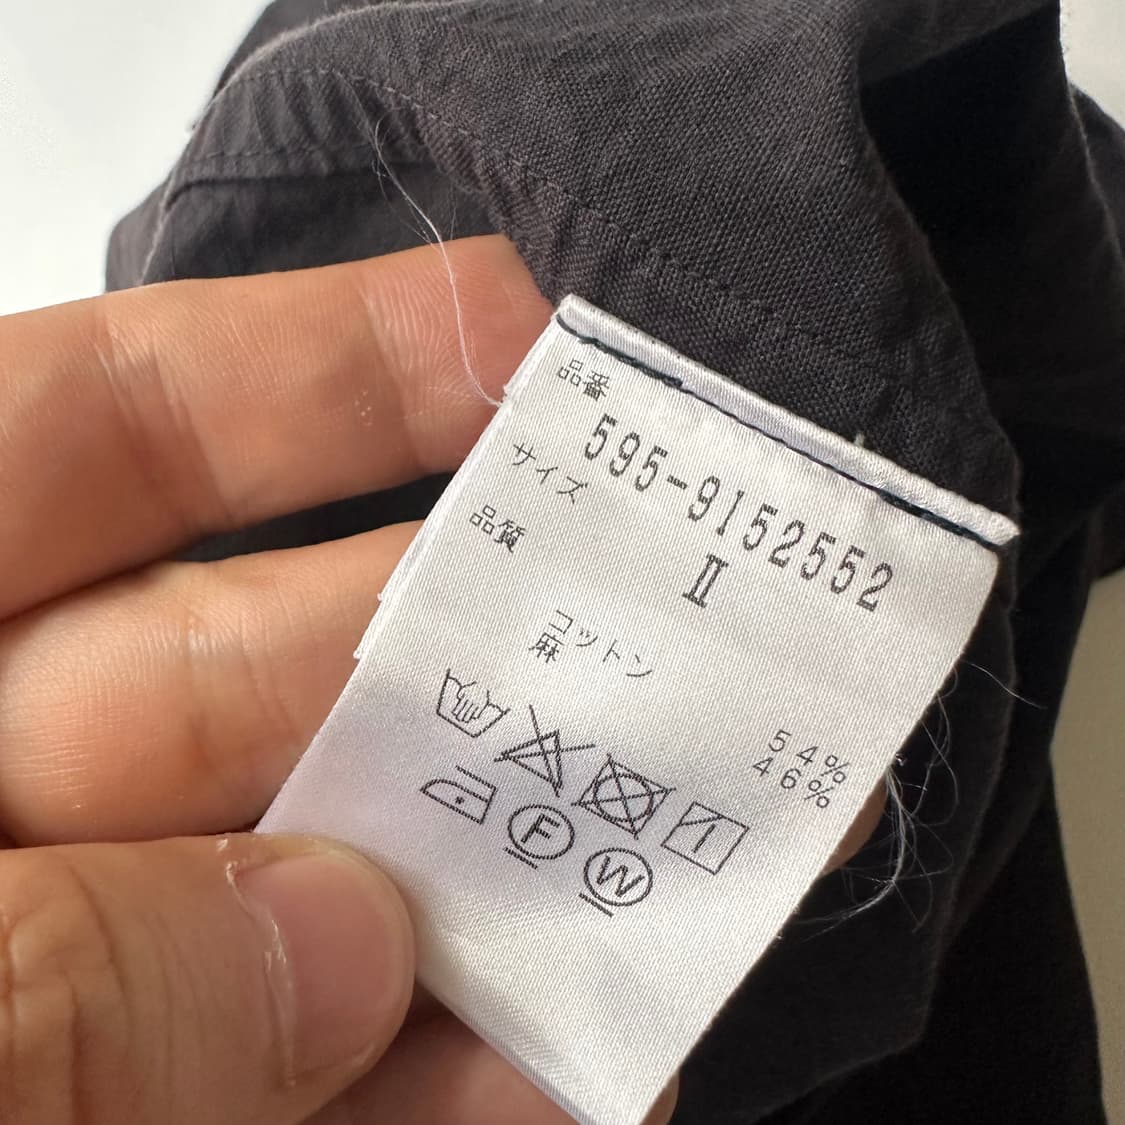 品番
595-9152552
サイズ
II
品質
コットン 54%
麻 46%
F
W